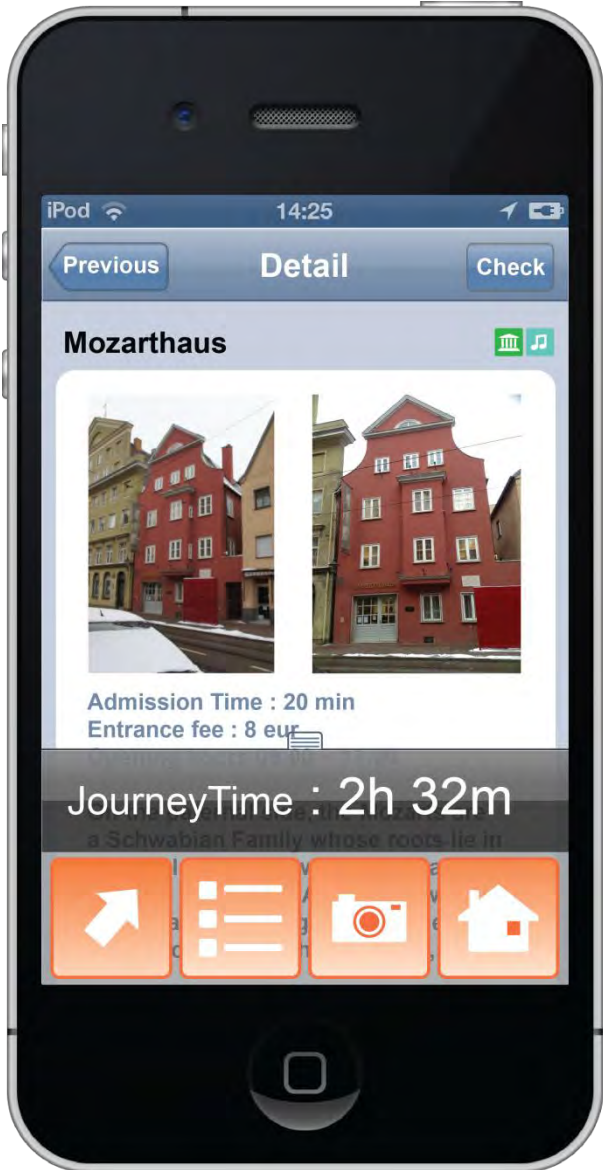 iPod 14:25
Previous Detail Check
Mozarthaus
Admission Time : 20 min
Entrance fee : 8 eur
JourneyTime : 2h 32m
a Schwabian Family whose roots lie in